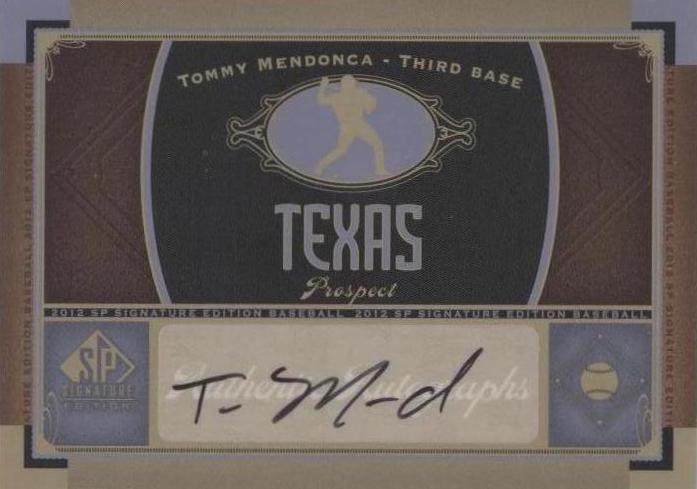 TOMMY MENDONCA - THIRD BASE
TEXAS
Prospect
2012 SP SIGNATURE EDITION BASEBALL 2012 SP SIGNATURE EDITION BASEBALL
SP
SIGNATURE
EDITION
Authentic Autographs